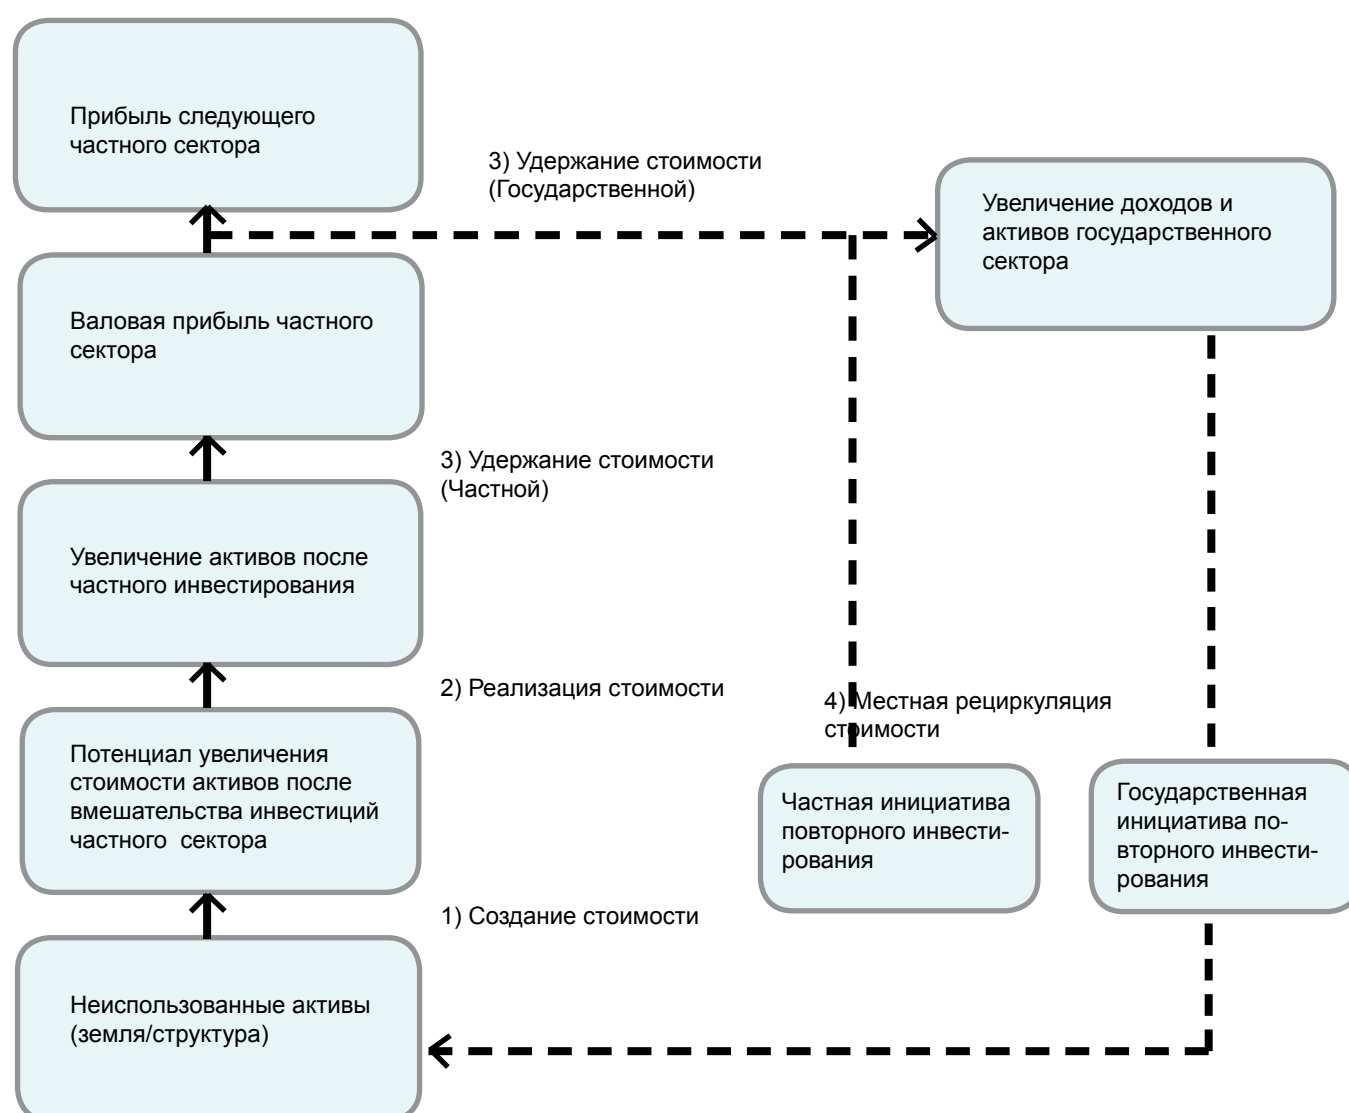 Прибыль следующего
частного сектора
3) Удержание стоимости
(Государственной)
Увеличение доходов и
активов государственного
сектора
Валовая прибыль частного
сектора
3) Удержание стоимости
(Частной)
Увеличение активов после
частного инвестирования
2) Реализация стоимости
4) Местная рециркуляция
стоимости
Потенциал увеличения
стоимости активов после
вмешательства инвестиций
частного  сектора
Частная инициатива
повторного инвести-
рования
Государственная
инициатива по-
вторного инвести-
рования
1) Создание стоимости
Неиспользованные активы
(земля/структура)